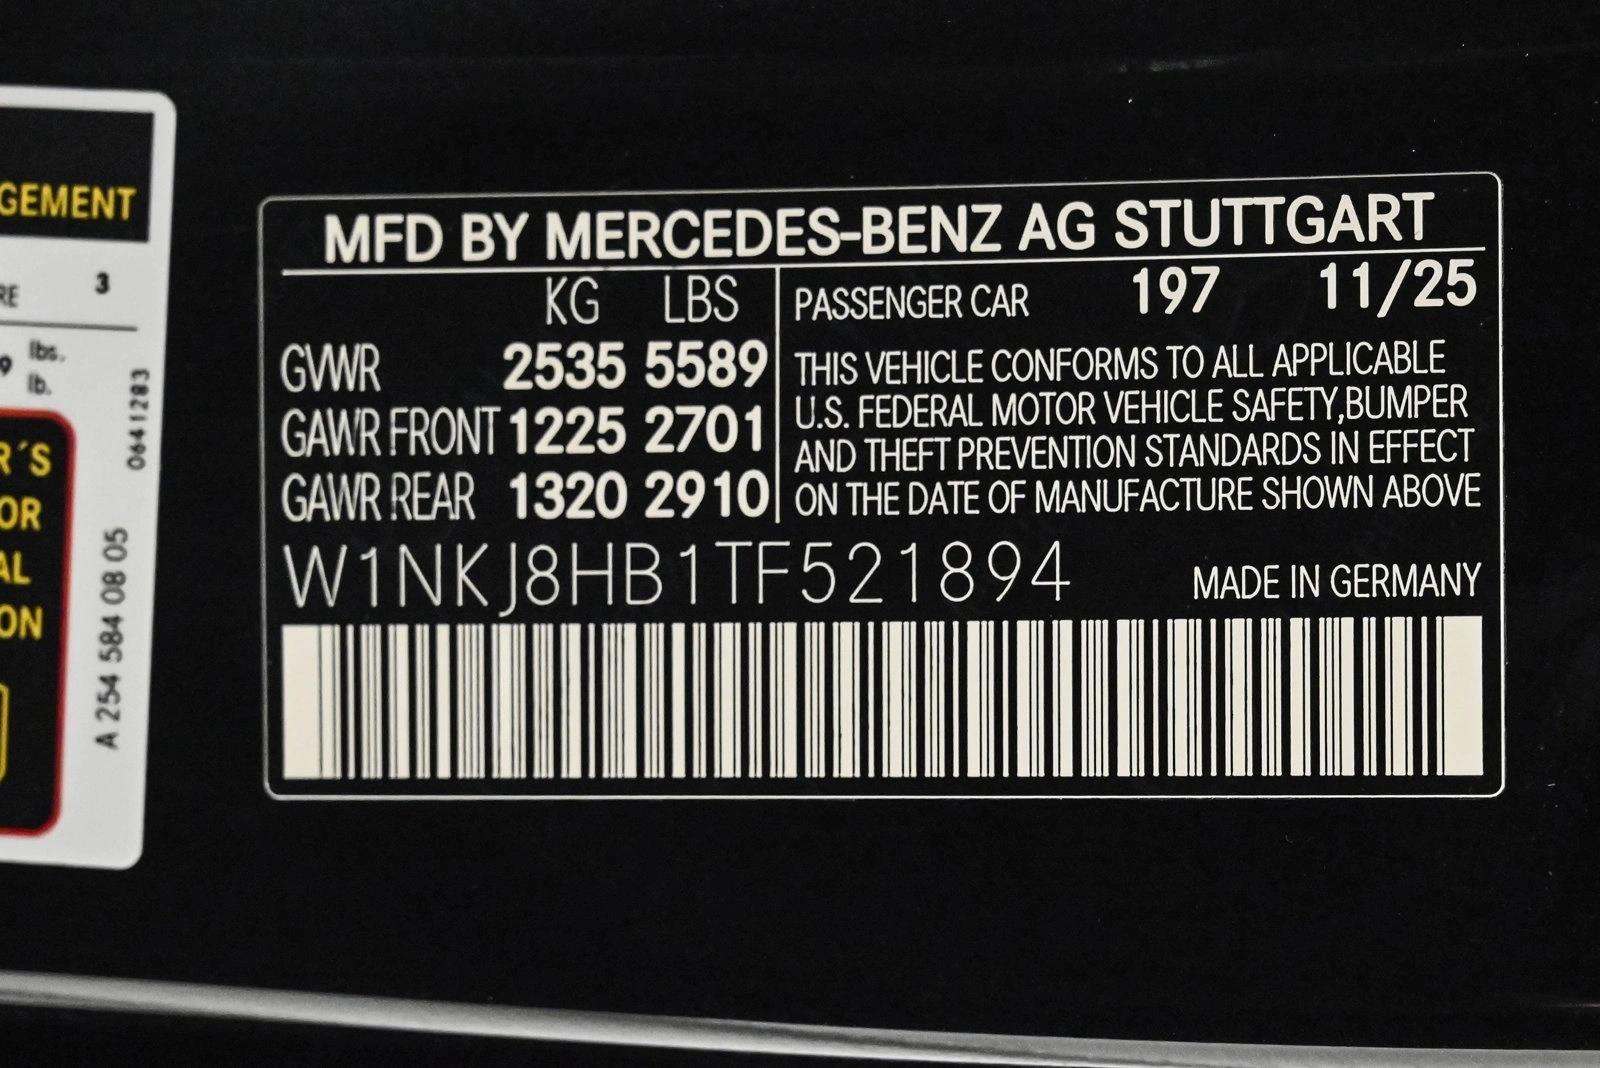 GEMENT
RE 3
9 lbs.
lb.
R´S
OR
AL
ON
0641283
A 254 584 08 05
MFD BY MERCEDES-BENZ AG STUTTGART
KG LBS
GVWR 2535 5589
GAWR FRONT 1225 2701
GAWR REAR 1320 2910
PASSENGER CAR 197 11/25
THIS VEHICLE CONFORMS TO ALL APPLICABLE
U.S. FEDERAL MOTOR VEHICLE SAFETY,BUMPER
AND THEFT PREVENTION STANDARDS IN EFFECT
ON THE DATE OF MANUFACTURE SHOWN ABOVE
W1NKJ8HB1TF521894
MADE IN GERMANY